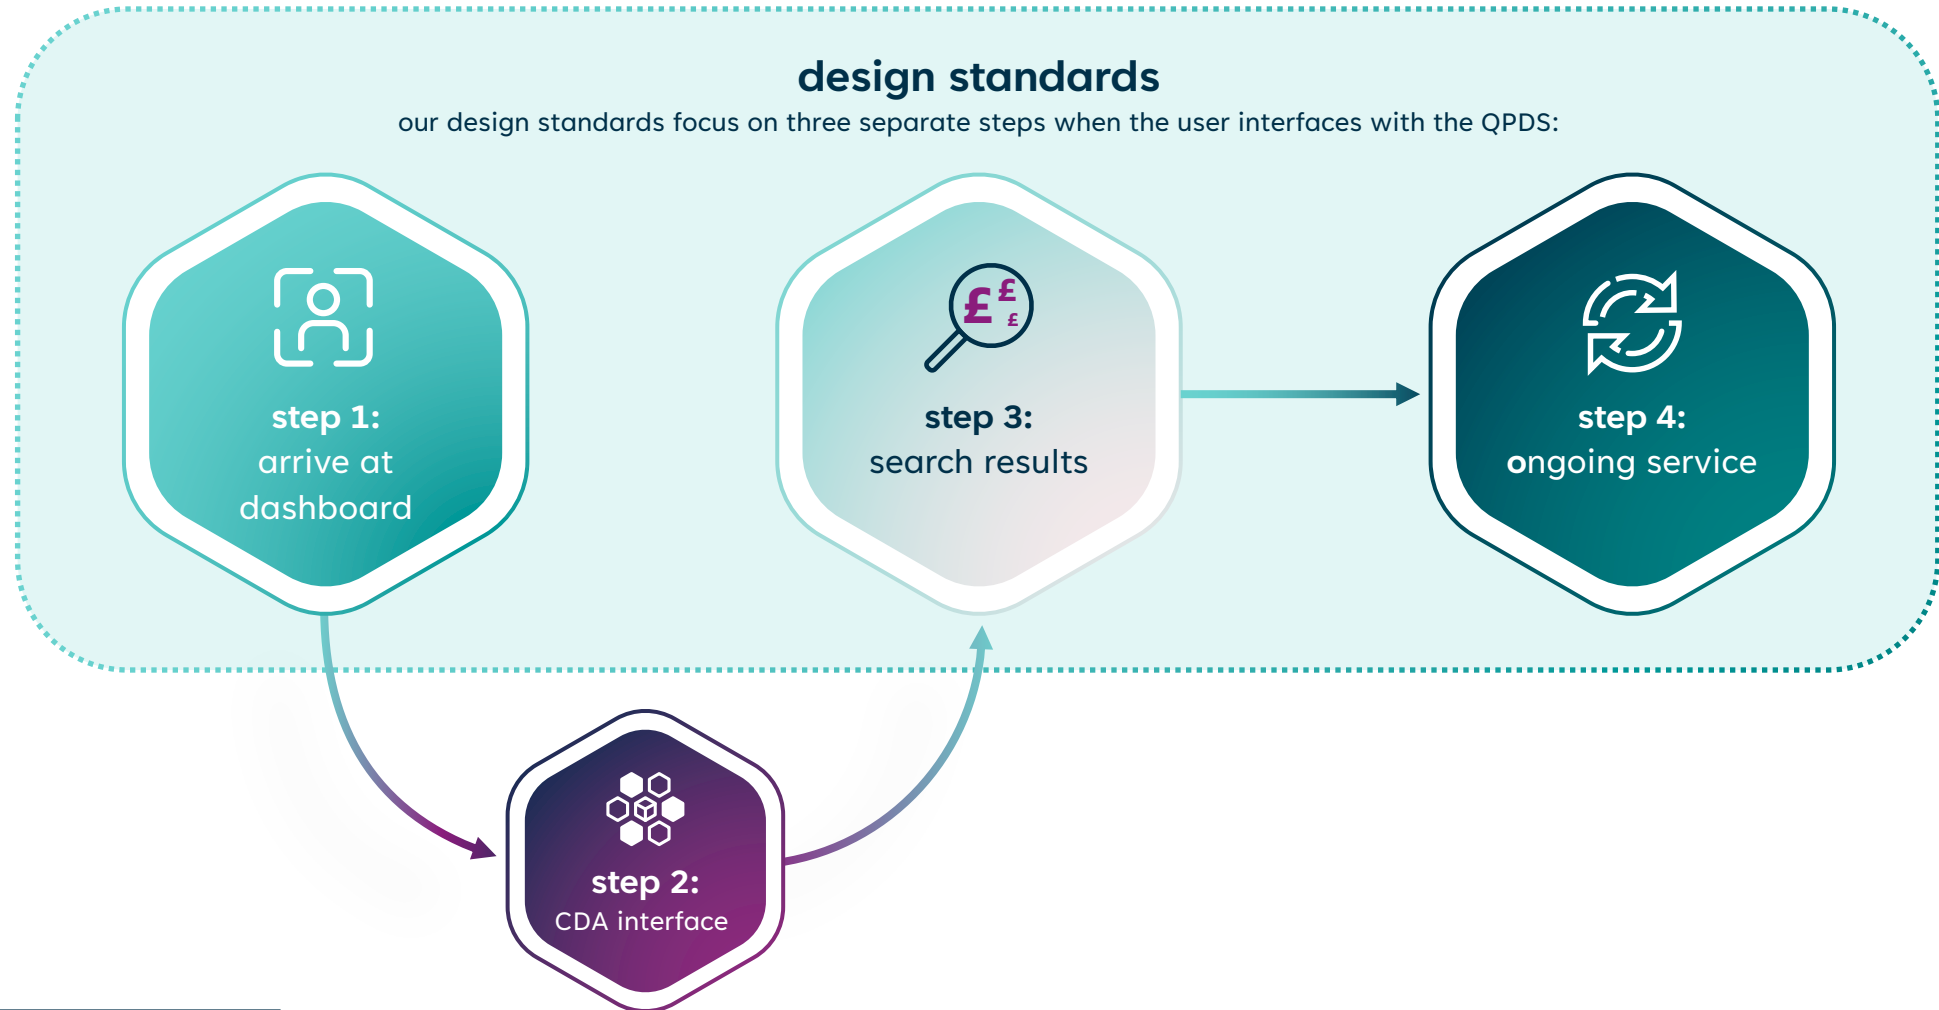 design standards
our design standards focus on three separate steps when the user interfaces with the QPDS:
£ £ £
step 1:
arrive at
dashboard
step 3:
search results
step 4:
ongoing service
step 2:
CDA interface